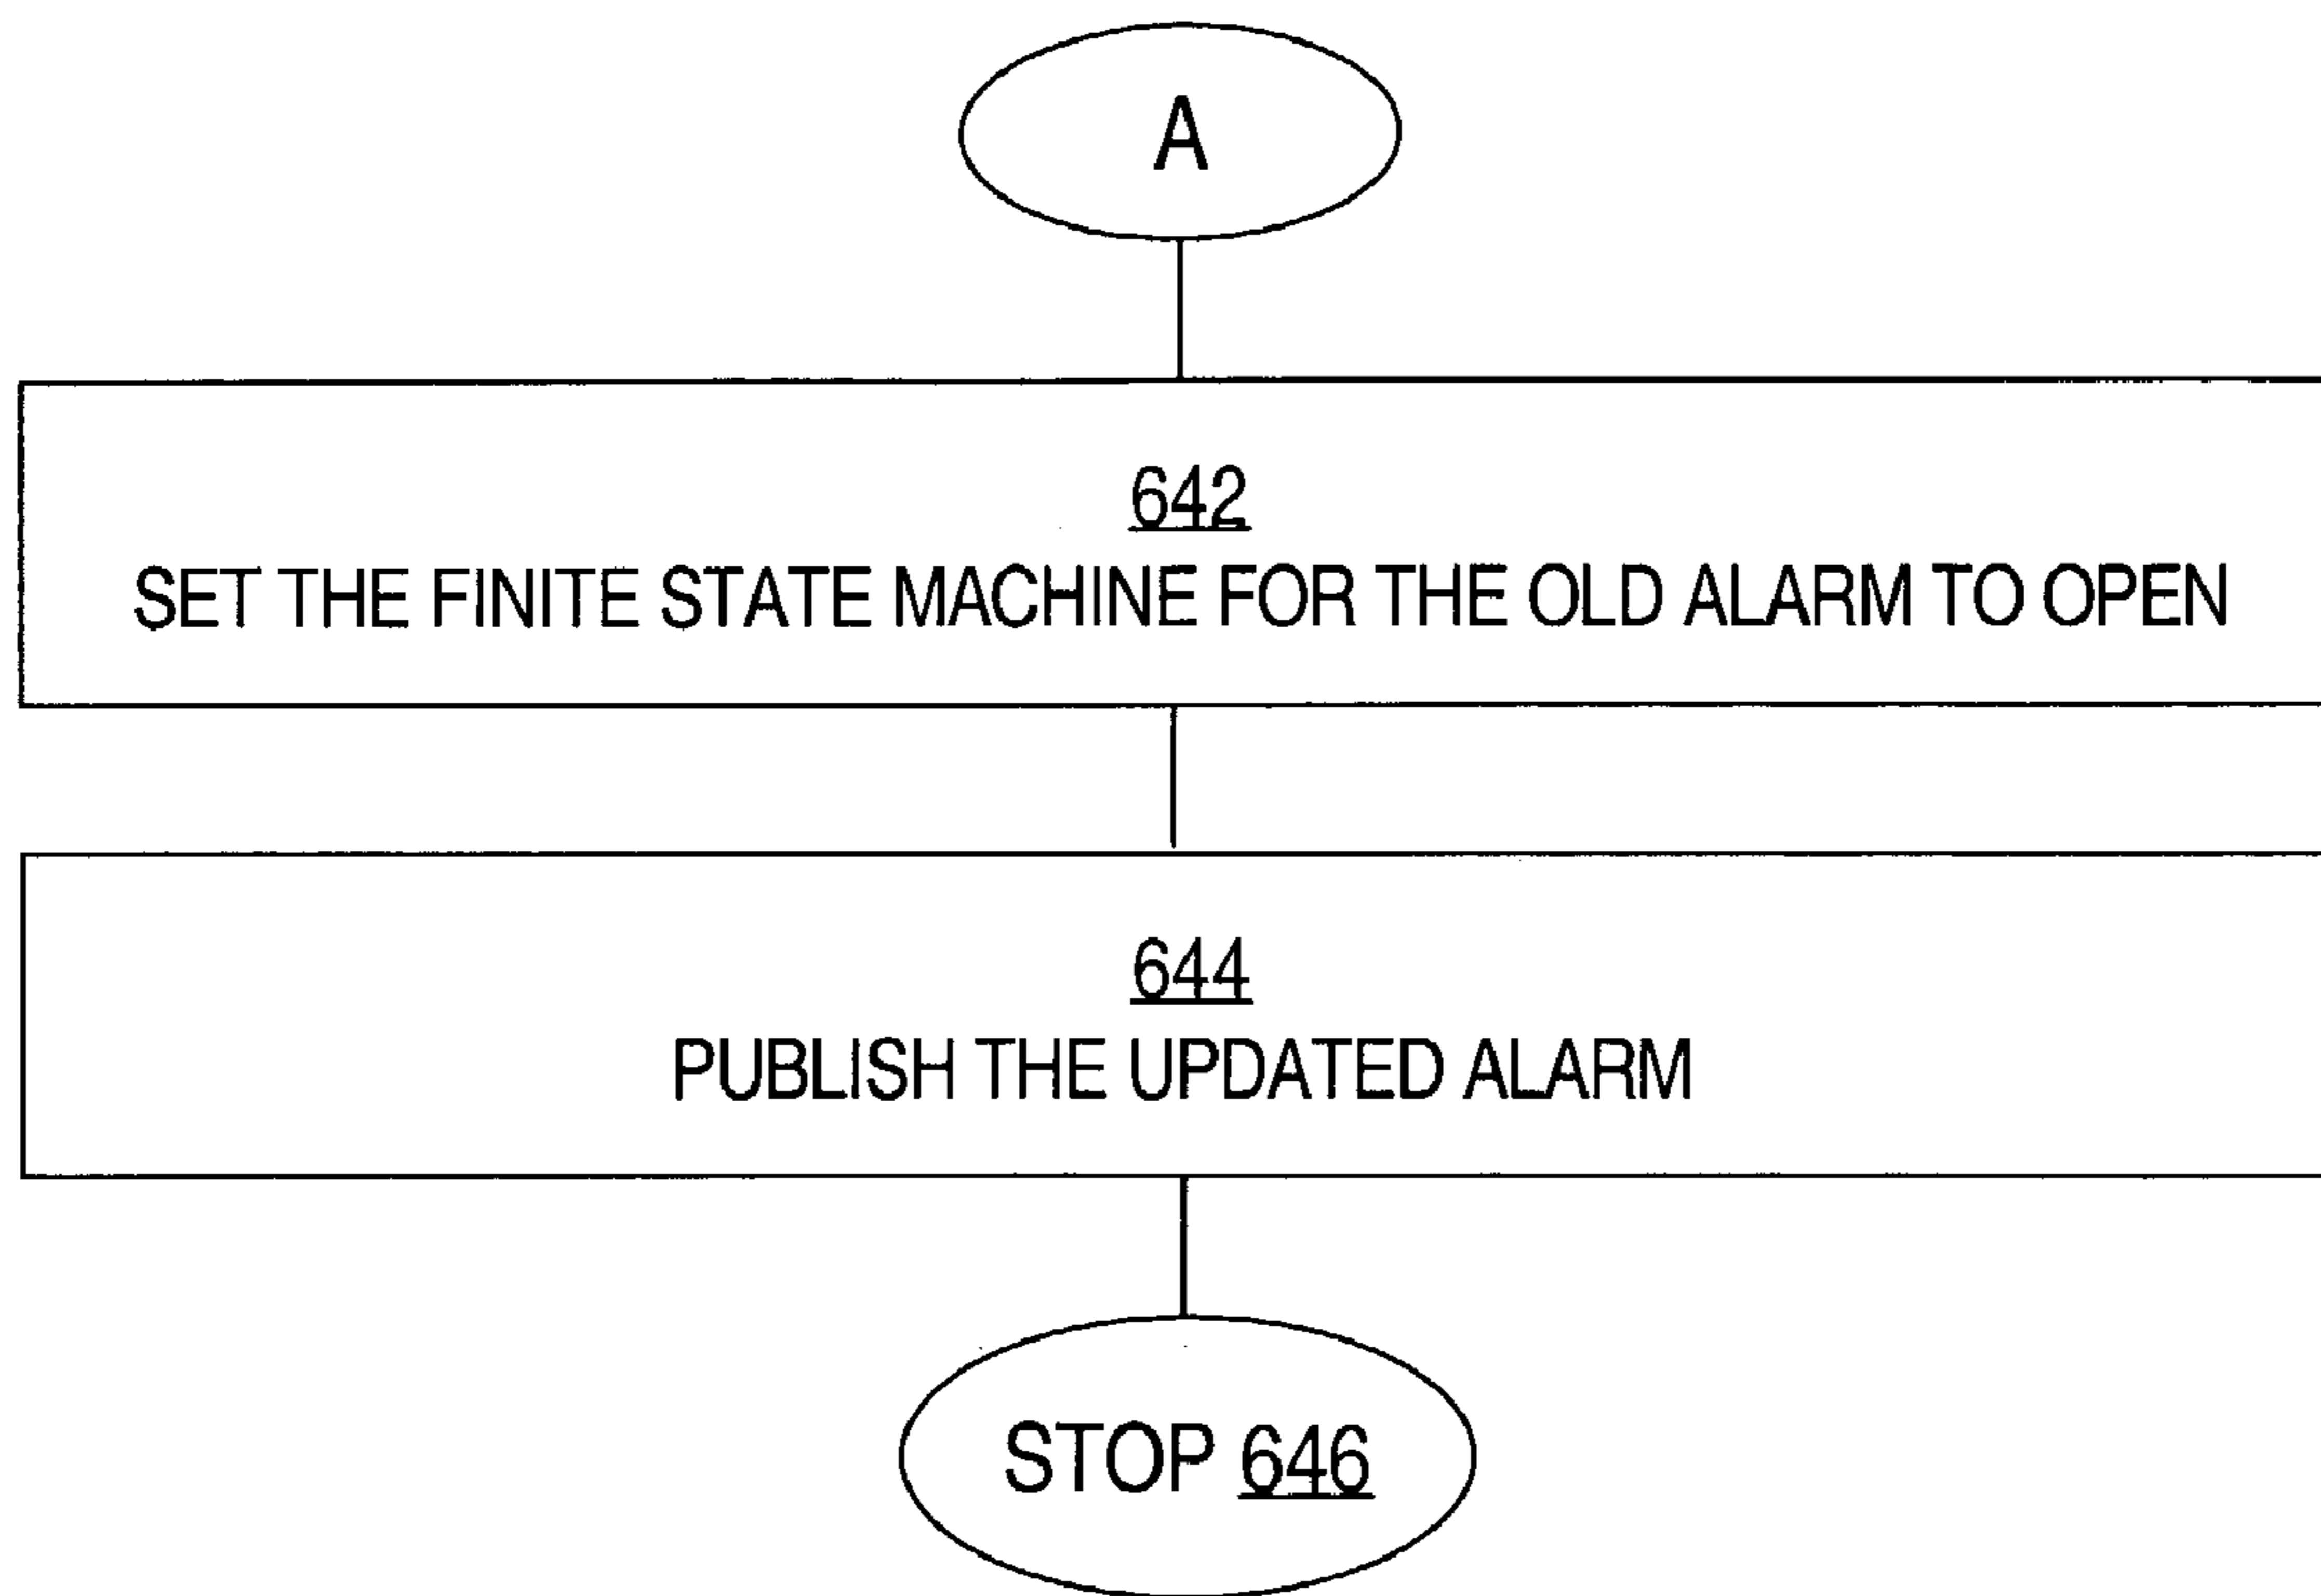 A
642
SET THE FINITE STATE MACHINE FOR THE OLD ALARM TO OPEN
644
PUBLISH THE UPDATED ALARM
STOP 646